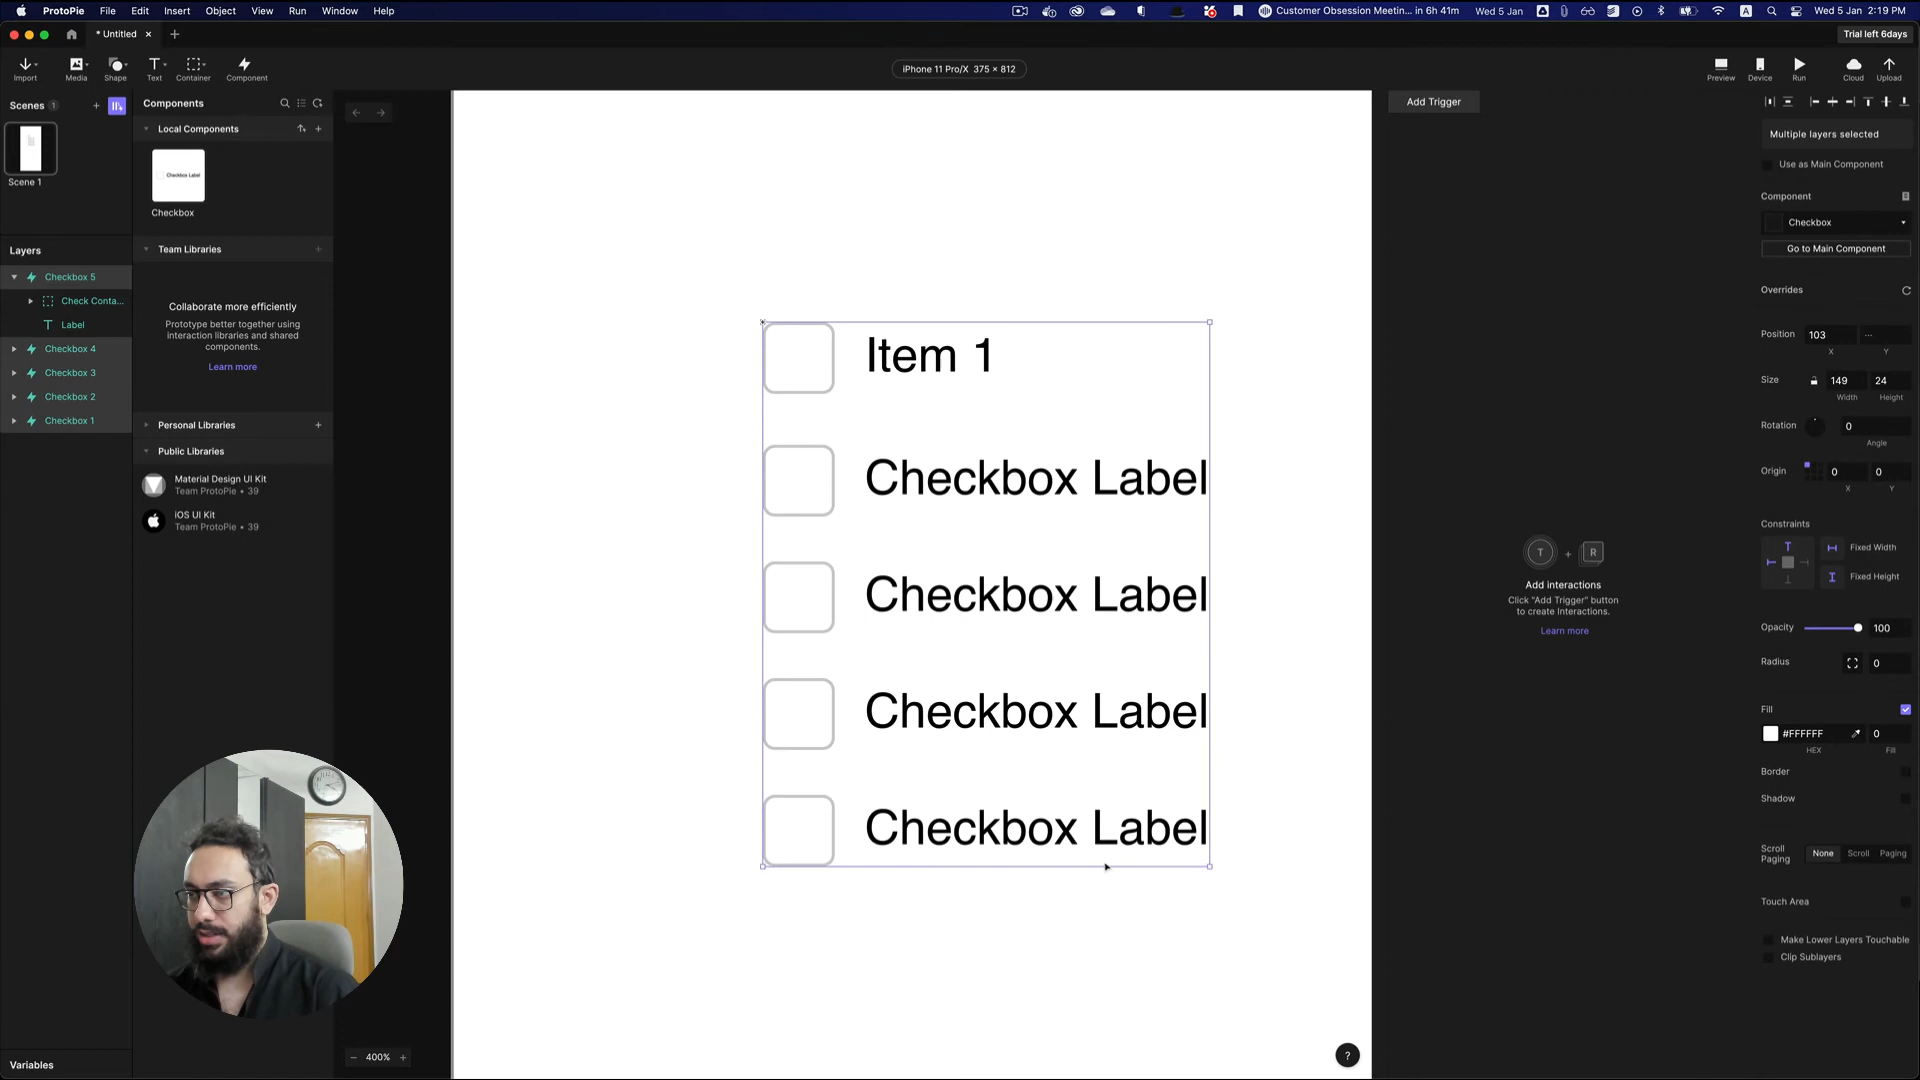 ProtoPie File Edit Insert Object View Run Window Help
Customer Obsession Meetin... in 6h 41m Wed 5 Jan A Wed 5 Jan 2:19 PM
* Untitled
Trial left 6days
Import
Media
Shape
Text
Container
Component
iPhone 11 Pro/X 375 × 812
Preview
Device
Run
Cloud
Upload
Scenes 1
Scene 1
Layers
Checkbox 5
Check Conta...
Label
Checkbox 4
Checkbox 3
Checkbox 2
Checkbox 1
Variables
Components
Local Components
Checkbox Label
Checkbox
Team Libraries
Collaborate more efficiently
Prototype better together using
interaction libraries and shared
components.
Learn more
Personal Libraries
Public Libraries
Material Design UI Kit
Team ProtoPie • 39
iOS UI Kit
Team ProtoPie • 39
400%
Item 1
Checkbox Label
Checkbox Label
Checkbox Label
Checkbox Label
?
Add Trigger
T + R
Add interactions
Click "Add Trigger" button
to create Interactions.
Learn more
Multiple layers selected
Use as Main Component
Component
Checkbox
Go to Main Component
Overrides
Position 103 ...
X Y
Size 149 24
Width Height
Rotation 0
Angle
Origin 0 0
X Y
Constraints
Fixed Width
Fixed Height
Opacity 100
Radius 0
Fill
#FFFFFF 0
HEX Fill
Border
Shadow
Scroll
Paging
None Scroll Paging
Touch Area
Make Lower Layers Touchable
Clip Sublayers